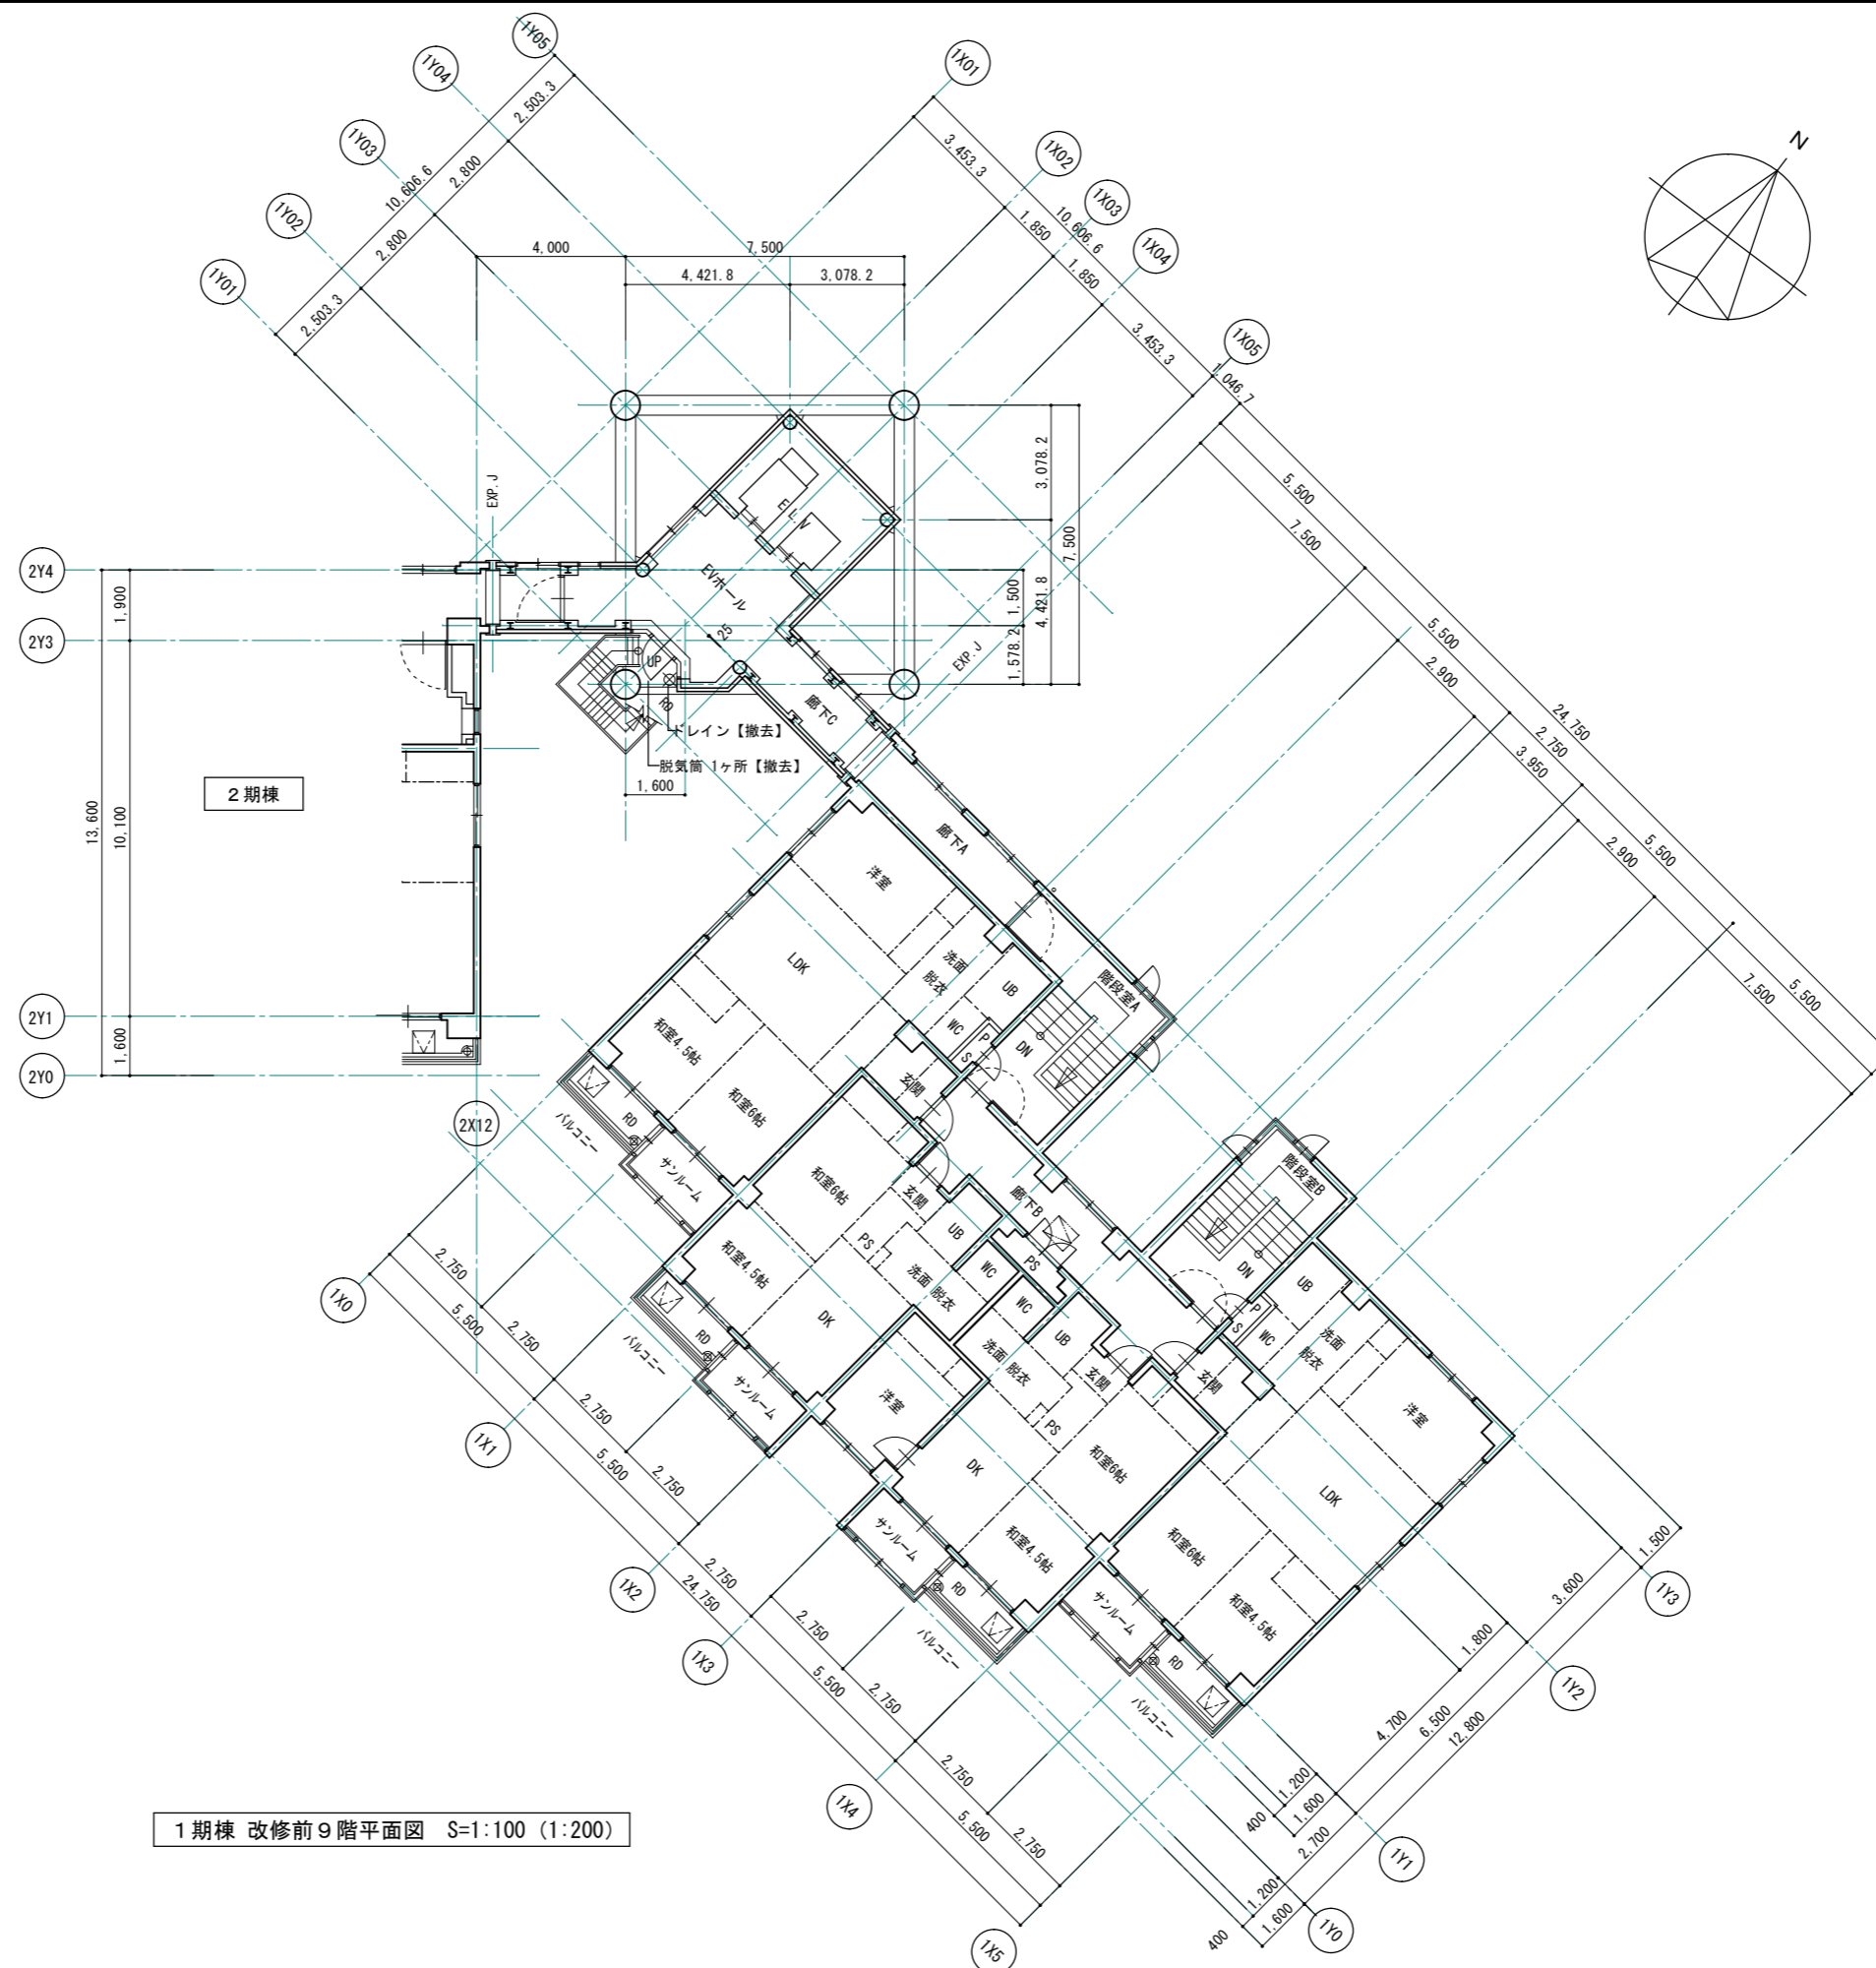 1Y05
1Y04
1Y03
1Y02
1Y01
1X01
1X02
1X03
1X04
1X05
N
10,606.6
2,503.3
2,800
2,800
2,503.3
3,453.3
1,850
10,606.6
1,850
3,453.3
1,046.7
4,000
7,500
4,421.8
3,078.2
5,500
7,500
5,500
2,900
24,750
2,750
3,950
5,500
2,900
5,500
7,500
3,078.2
7,500
1,500
4,421.8
1,578.2
EXP.J
EXP.J
2Y4
2Y3
2Y1
2Y0
1,900
13,600
10,100
1,600
2期棟
2X12
ELV
EVホール
25
UP
RD
ドレイン【撤去】
脱気筒 1ヶ所【撤去】
1,600
廊下C
廊下A
洋室
LDK
洗面
脱衣
UB
WC
P
S
階段室A
DN
玄関
和室4.5帖
和室6帖
RD
バルコニー
サンルーム
和室6帖
玄関
UB
PS
和室4.5帖
洗面
脱衣
WC
DK
RD
バルコニー
サンルーム
廊下B
PS
階段室B
DN
WC
UB
洗面
脱衣
玄関
PS
洋室
DK
和室6帖
和室4.5帖
サンルーム
RD
バルコニー
UB
P
S
WC
洗面
脱衣
玄関
洋室
LDK
和室6帖
和室4.5帖
サンルーム
RD
バルコニー
1X0
1X1
1X2
1X3
1X4
1X5
2,750
5,500
2,750
2,750
5,500
2,750
2,750
24,750
2,750
5,500
2,750
2,750
5,500
2,750
1Y3
1Y2
1Y1
1Y0
1,500
3,600
1,800
4,700
6,500
12,800
1,200
400
1,600
2,700
1,200
400
1,600
1期棟 改修前9階平面図 S=1:100 (1:200)